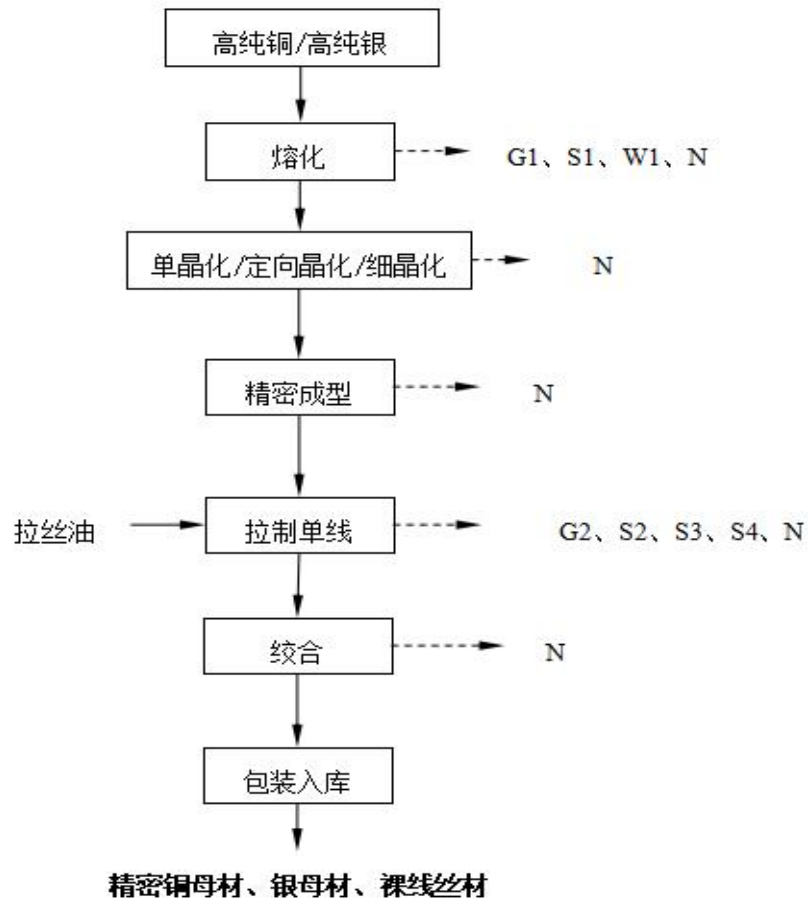 高纯铜/高纯银
熔化
G1、S1、W1、N
单晶化/定向晶化/细晶化
N
精密成型
N
拉丝油
拉制单线
G2、S2、S3、S4、N
绞合
N
包装入库
精密铜母材、银母材、裸线丝材